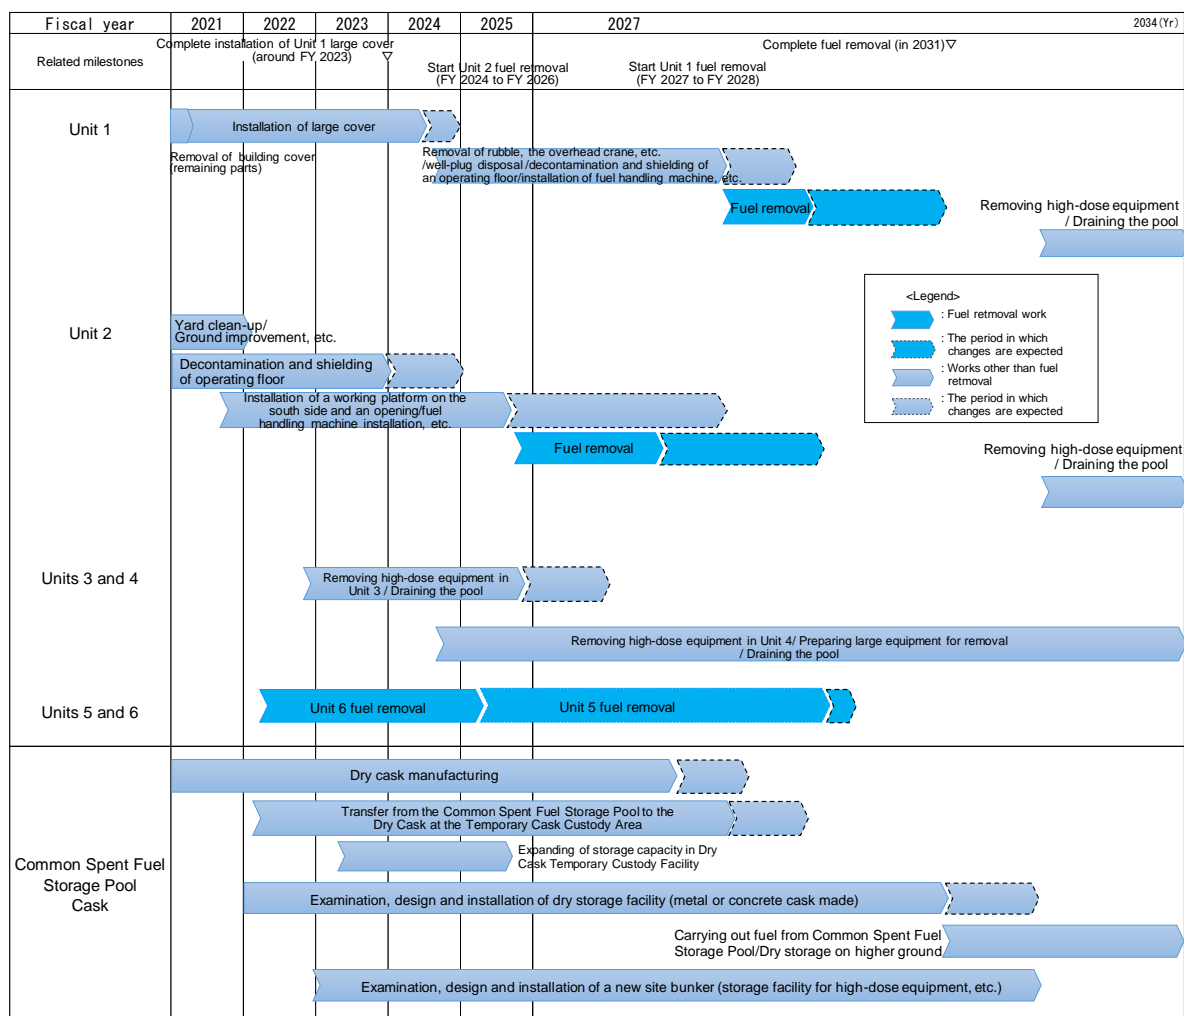 Fiscal year 2021 2022 2023 2024 2025 2027 2034(Yr)
Related milestones
Complete installation of Unit 1 large cover
(around FY 2023) ▽
Start Unit 2 fuel retmoval
(FY 2024 to FY 2026)
Start Unit 1 fuel removal
(FY 2027 to FY 2028)
Complete fuel removal (in 2031)▽
Unit 1
Installation of large cover
Removal of building cover
(remaining parts)
Removal of rubble, the overhead crane, etc.
/well-plug disposal/decontamination and shielding of
an operating floor/installation of fuel handling machine, etc.
Fuel removal
Removing high-dose equipment
/ Draining the pool
<Legend>
: Fuel retmoval work
: The period in which
changes are expected
: Works other than fuel
retmoval
: The period in which
changes are expected
Unit 2
Yard clean-up/
Ground improvement, etc.
Decontamination and shielding
of operating floor
Installation of a working platform on the
south side and an opening/fuel
handling machine installation, etc.
Fuel removal
Removing high-dose equipment
/ Draining the pool
Units 3 and 4
Removing high-dose equipment in
Unit 3 / Draining the pool
Removing high-dose equipment in Unit 4/ Preparing large equipment for removal
/ Draining the pool
Units 5 and 6
Unit 6 fuel removal
Unit 5 fuel removal
Common Spent Fuel
Storage Pool
Cask
Dry cask manufacturing
Transfer from the Common Spent Fuel Storage Pool to the
Dry Cask at the Temporary Cask Custody Area
Expanding of storage capacity in Dry
Cask Temporary Custody Facility
Examination, design and installation of dry storage facility (metal or concrete cask made)
Carrying out fuel from Common Spent Fuel
Storage Pool/Dry storage on higher ground
Examination, design and installation of a new site bunker (storage facility for high-dose equipment, etc.)